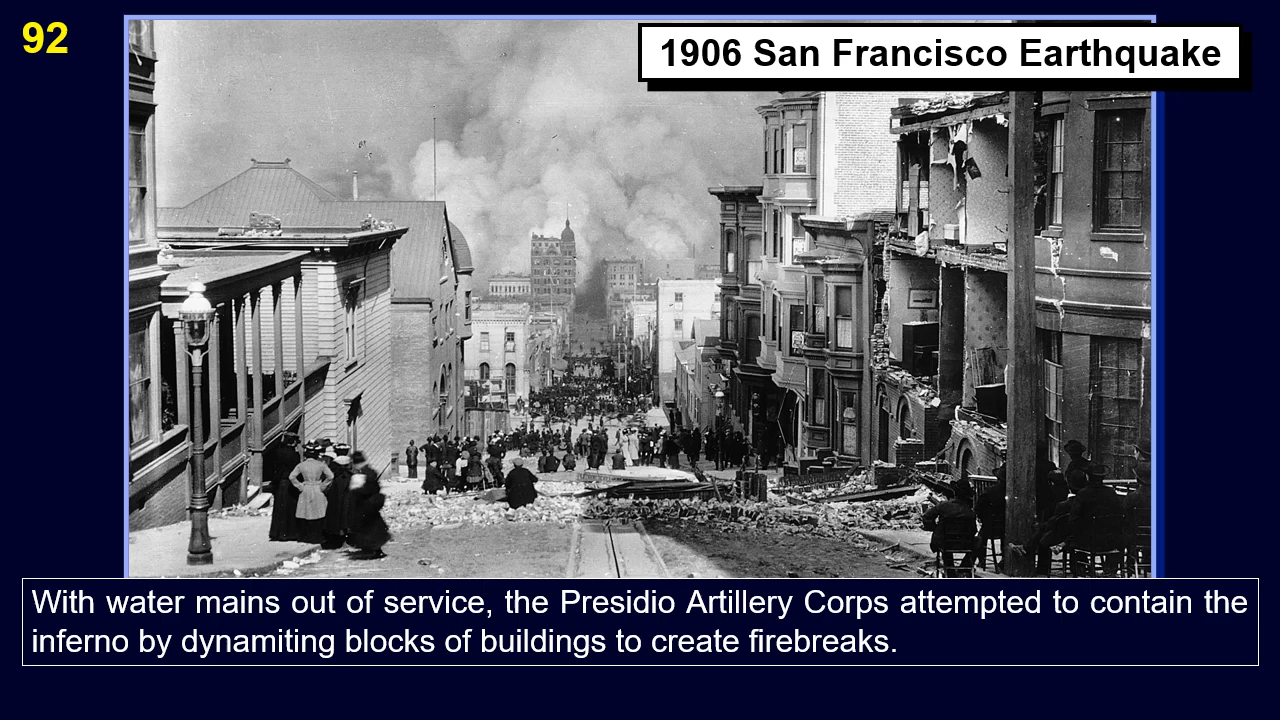 92
1906 San Francisco Earthquake
With water mains out of service, the Presidio Artillery Corps attempted to contain the
inferno by dynamiting blocks of buildings to create firebreaks.